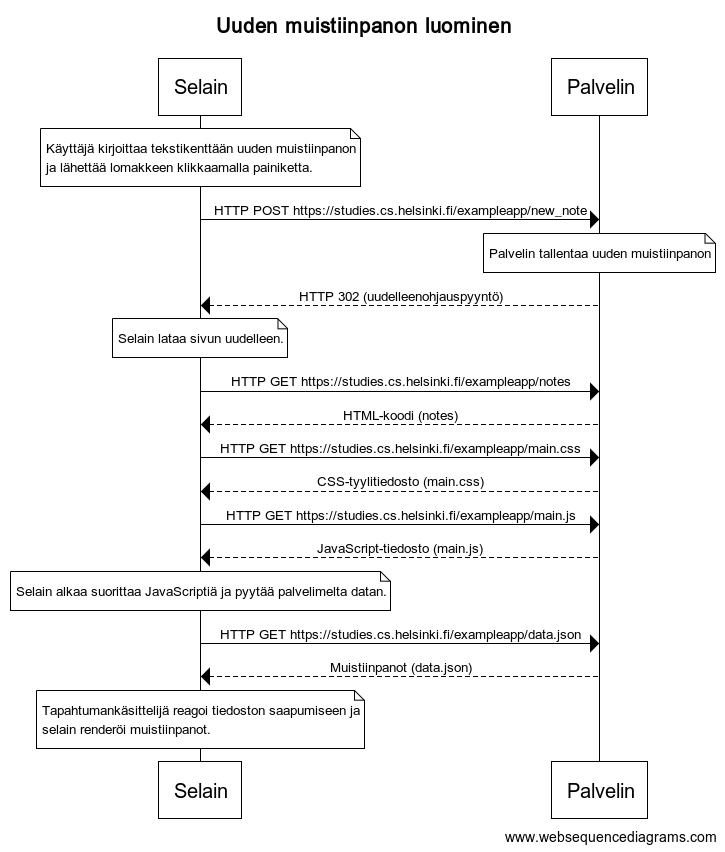 Uuden muistiinpanon luominen
Selain
Palvelin
Käyttäjä kirjoittaa tekstikenttään uuden muistiinpanon
ja lähettää lomakkeen klikkaamalla painiketta.
HTTP POST https://studies.cs.helsinki.fi/exampleapp/new_note
Palvelin tallentaa uuden muistiinpanon
HTTP 302 (uudelleenohjauspyyntö)
Selain lataa sivun uudelleen.
HTTP GET https://studies.cs.helsinki.fi/exampleapp/notes
HTML-koodi (notes)
HTTP GET https://studies.cs.helsinki.fi/exampleapp/main.css
CSS-tyylitiedosto (main.css)
HTTP GET https://studies.cs.helsinki.fi/exampleapp/main.js
JavaScript-tiedosto (main.js)
Selain alkaa suorittaa JavaScriptiä ja pyytää palvelimelta datan.
HTTP GET https://studies.cs.helsinki.fi/exampleapp/data.json
Muistiinpanot (data.json)
Tapahtumankäsittelijä reagoi tiedoston saapumiseen ja
selain renderöi muistiinpanot.
Selain
Palvelin
www.websequencediagrams.com